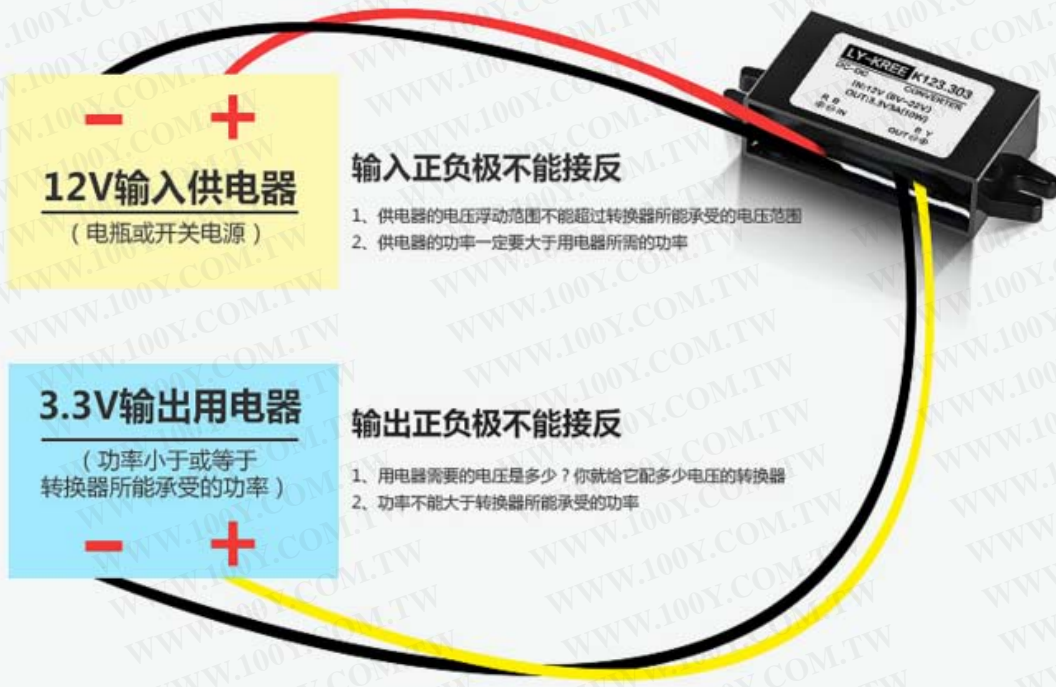 − +
12V输入供电器
（电瓶或开关电源）
输入正负极不能接反
1、供电器的电压浮动范围不能超过转换器所能承受的电压范围
2、供电器的功率一定要大于用电器所需的功率
LY-KREE K123.303
DC-DC CONVERTER
IN:12V (8V~22V)
OUT:3.3V3A(10W)
R B
⊕⊖IN
B Y
OUT⊖⊕
3.3V输出用电器
（功率小于或等于
转换器所能承受的功率）
− +
输出正负极不能接反
1、用电器需要的电压是多少？你就给它配多少电压的转换器
2、功率不能大于转换器所能承受的功率
WWW.100Y.COM.TW